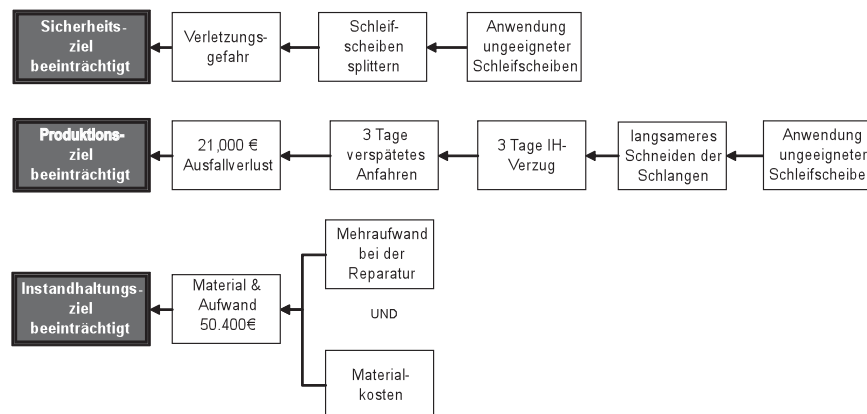 Sicherheits-
ziel
beeinträchtigt
Verletzungs-
gefahr
Schleif
scheiben
splittern
Anwendung
ungeeigneter
Schleifscheiben
Produktions-
ziel
beeinträchtigt
21,000 €
Ausfallverlust
3 Tage
verspätetes
Anfahren
3 Tage IH-
Verzug
langsameres
Schneiden der
Schlangen
Anwendung
ungeeigneter
Schleifscheibe
Instandhaltungs-
ziel
beeinträchtigt
Material &
Aufwand
50.400€
Mehraufwand
bei der
Reparatur
UND
Material-
kosten